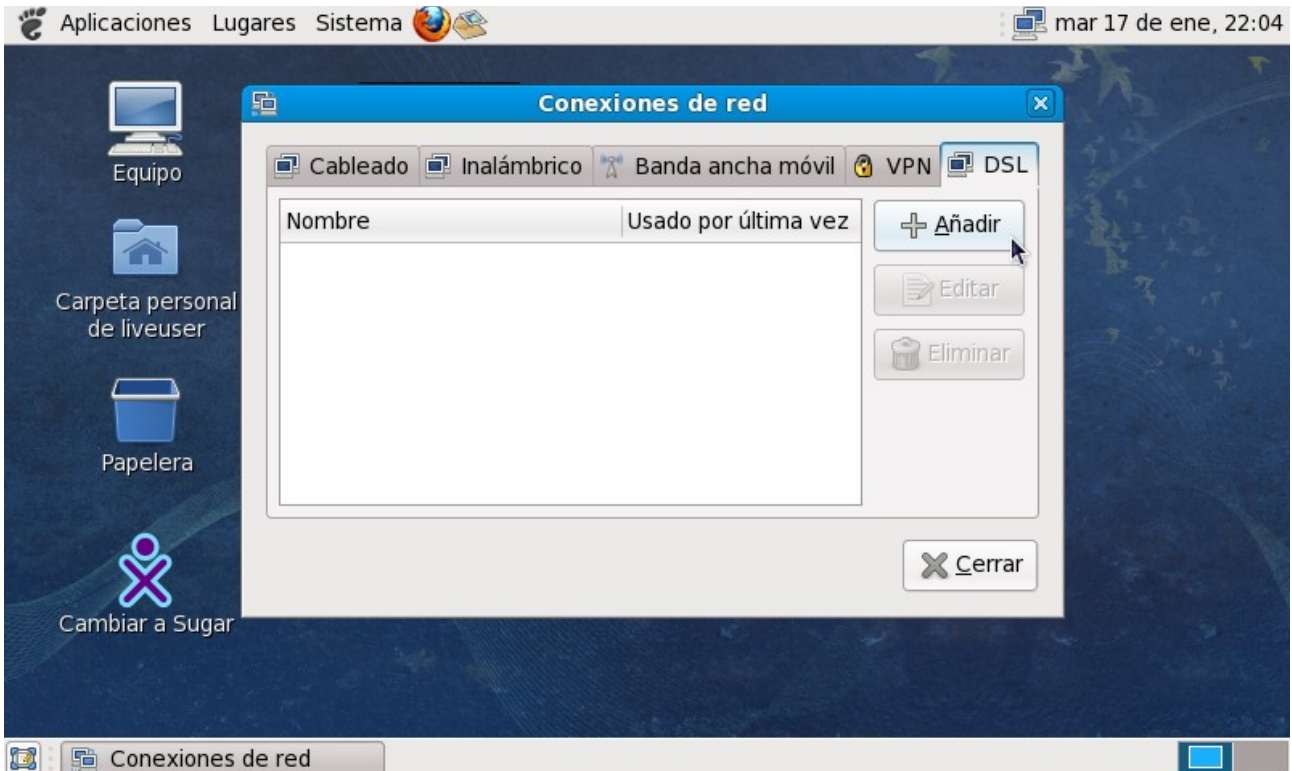 Aplicaciones Lugares Sistema mar 17 de ene, 22:04
Conexiones de red
Equipo
Cableado Inalámbrico Banda ancha móvil VPN DSL
Nombre Usado por última vez
Añadir
Carpeta personal
de liveuser
Editar
Eliminar
Papelera
Cerrar
Cambiar a Sugar
Conexiones de red